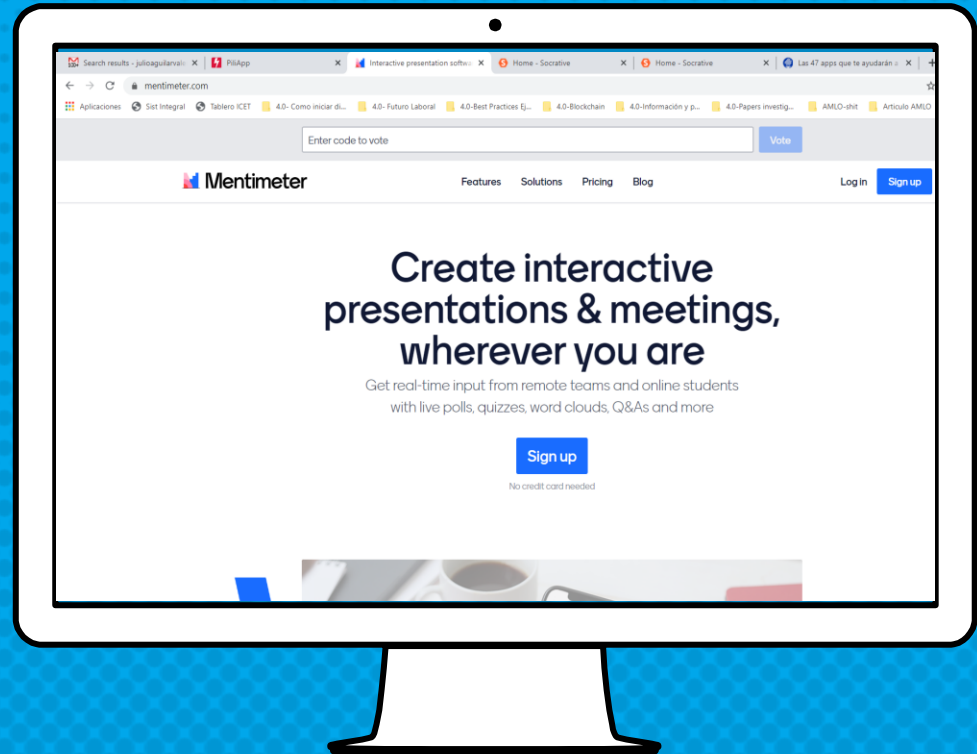 Search results - julioaguilarvalu
PiliApp
Interactive presentation softwar
Home - Socrative
Home - Socrative
Las 47 apps que te ayudarán a
mentimeter.com
Aplicaciones
Sist Integral
Tablero ICET
4.0- Como iniciar di...
4.0- Futuro Laboral
4.0-Best Practices Ej...
4.0-Blockchain
4.0-Información y p...
4.0-Papers investig...
AMLO-shit
Articulo AMLO
Enter code to vote
Vote
Mentimeter
Features
Solutions
Pricing
Blog
Log in
Sign up
Create interactive
presentations & meetings,
wherever you are
Get real-time input from remote teams and online students
with live polls, quizzes, word clouds, Q&As and more
Sign up
No credit card needed